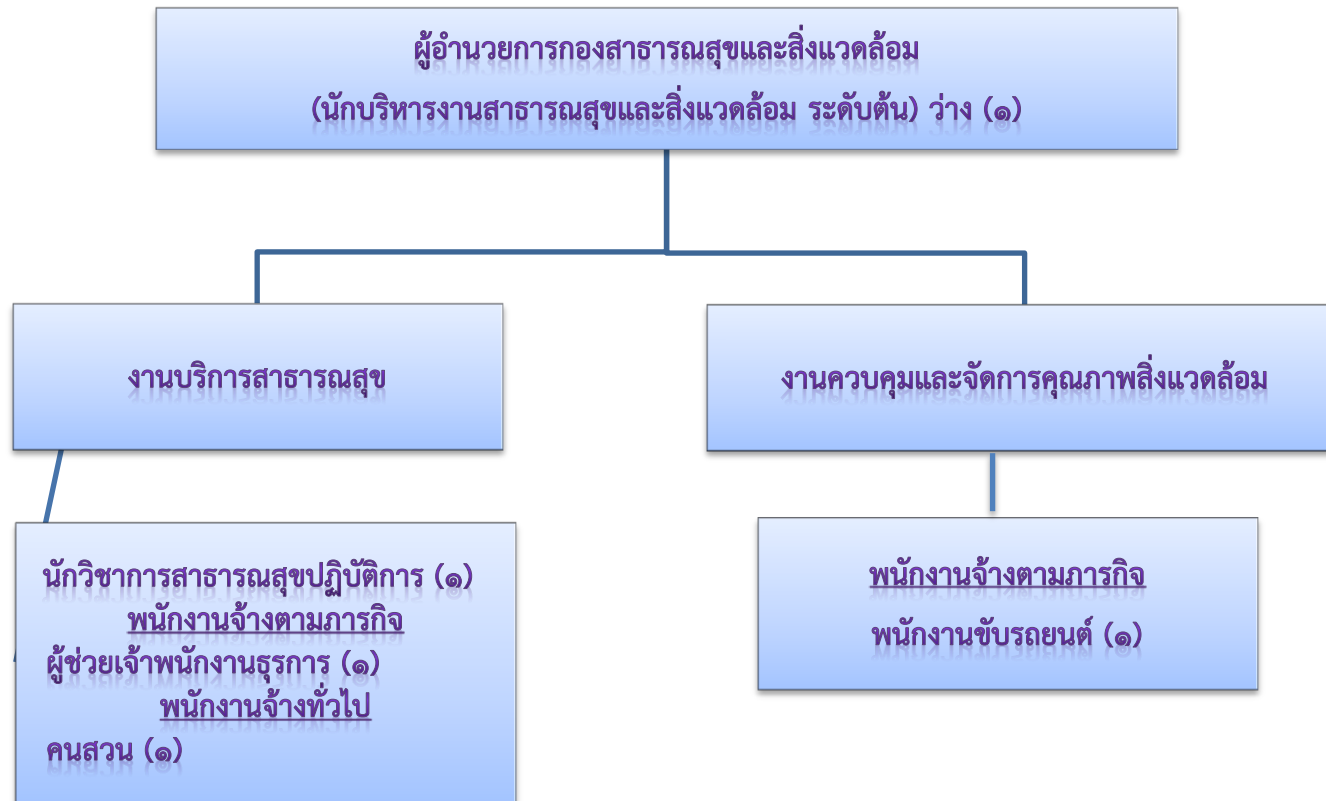 ผู้อำนวยการกองสาธารณสุขและสิ่งแวดล้อม
(นักบริหารงานสาธารณสุขและสิ่งแวดล้อม ระดับต้น) ว่าง (๑)
งานบริการสาธารณสุข
งานควบคุมและจัดการคุณภาพสิ่งแวดล้อม
นักวิชาการสาธารณสุขปฏิบัติการ (๑)
พนักงานจ้างตามภารกิจ
ผู้ช่วยเจ้าพนักงานธุรการ (๑)
พนักงานจ้างทั่วไป
คนสวน (๑)
พนักงานจ้างตามภารกิจ
พนักงานขับรถยนต์ (๑)